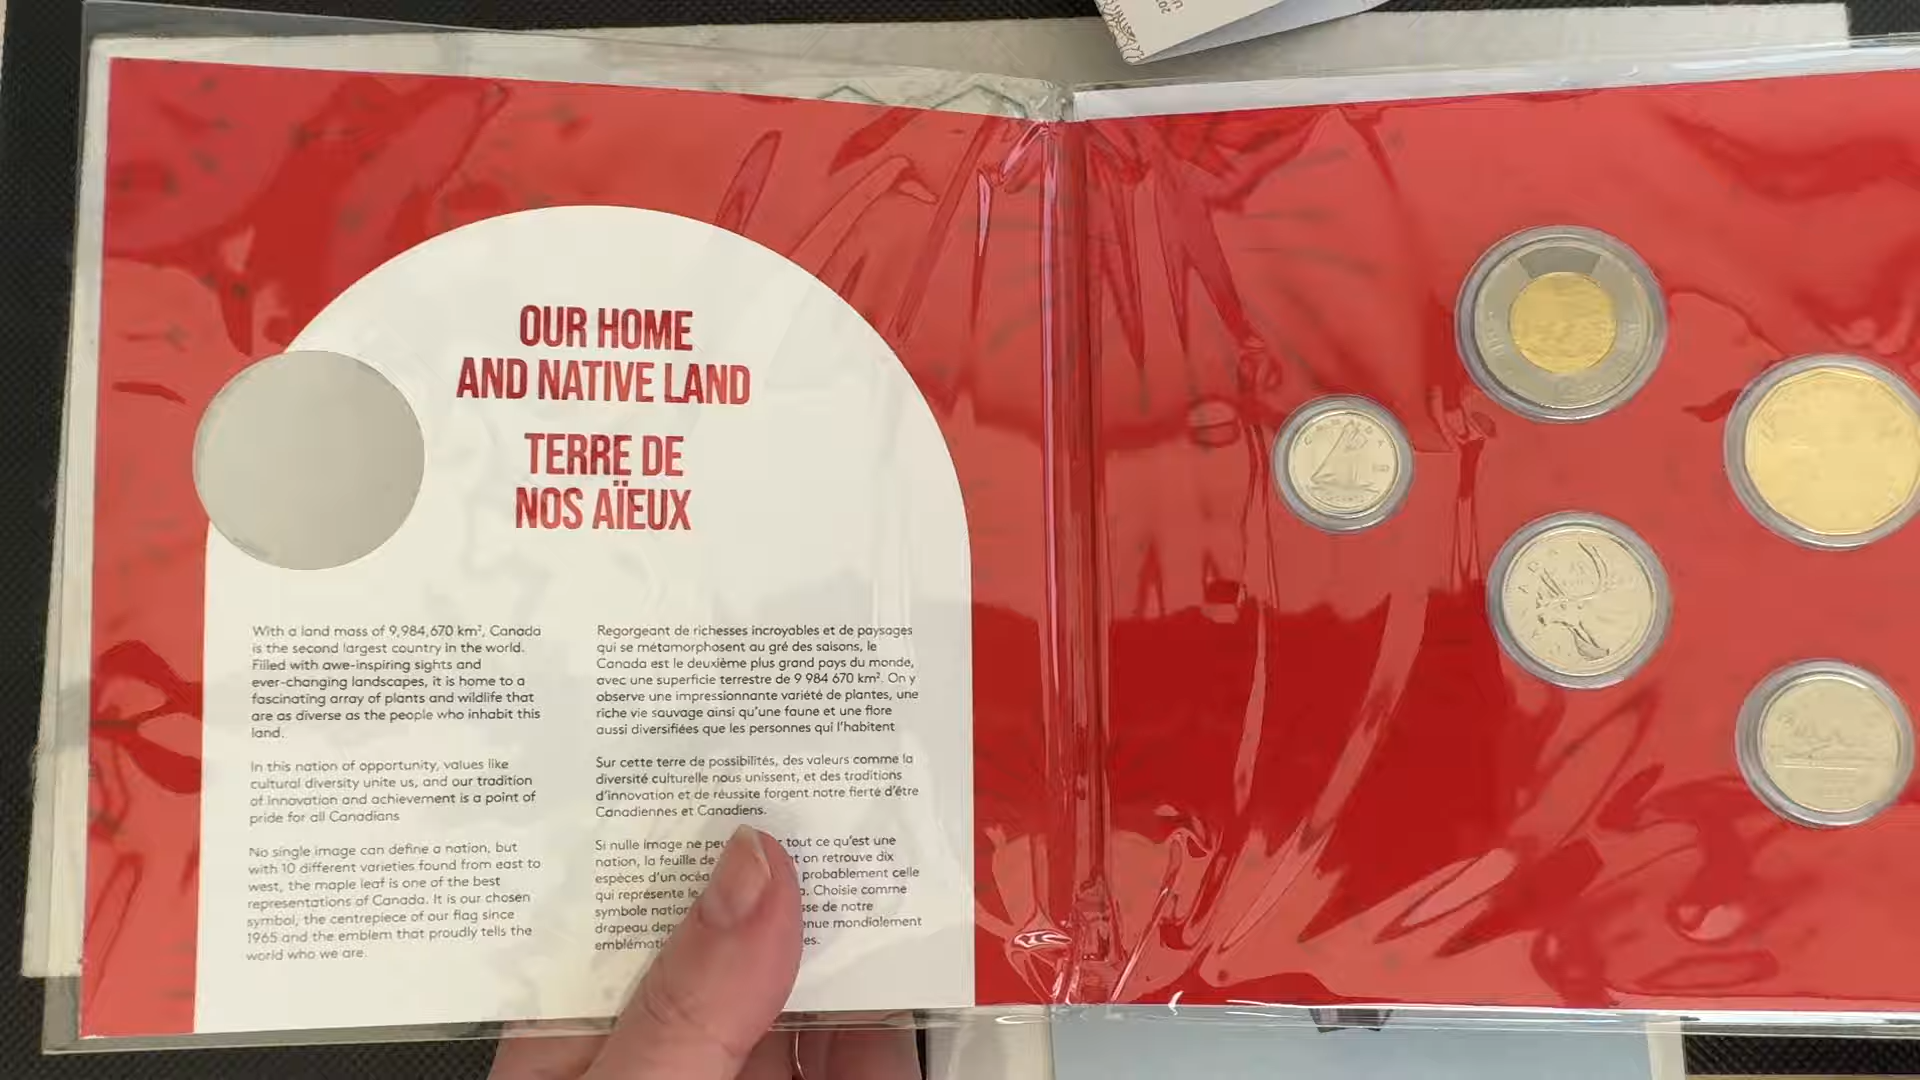 OUR HOME
AND NATIVE LAND
TERRE DE
NOS AÏEUX
With a land mass of 9,984,670 km², Canada
is the second largest country in the world.
Filled with awe-inspiring sights and
ever-changing landscapes, it is home to a
fascinating array of plants and wildlife that
are as diverse as the people who inhabit this
land.
In this nation of opportunity, values like
cultural diversity unite us, and our tradition
of innovation and achievement is a point of
pride for all Canadians
No single image can define a nation, but
with 10 different varieties found from east to
west, the maple leaf is one of the best
representations of Canada. It is our chosen
symbol, the centrepiece of our flag since
1965 and the emblem that proudly tells the
world who we are.
Regorgeant de richesses incroyables et de paysages
qui se métamorphosent au gré des saisons, le
Canada est le deuxième plus grand pays du monde,
avec une superficie terrestre de 9 984 670 km². On y
observe une impressionnante variété de plantes, une
riche vie sauvage ainsi qu'une faune et une flore
aussi diversifiées que les personnes qui l'habitent
Sur cette terre de possibilités, des valeurs comme la
diversité culturelle nous unissent, et des traditions
d'innovation et de réussite forgent notre fierté d'être
Canadiennes et Canadiens.
Si nulle image ne tout ce qu'est une
nation, la feuille de on retrouve dix
espèces d'un probablement celle
qui représente Choisie comme
symbole de notre
drapeau mondialement
CANADA